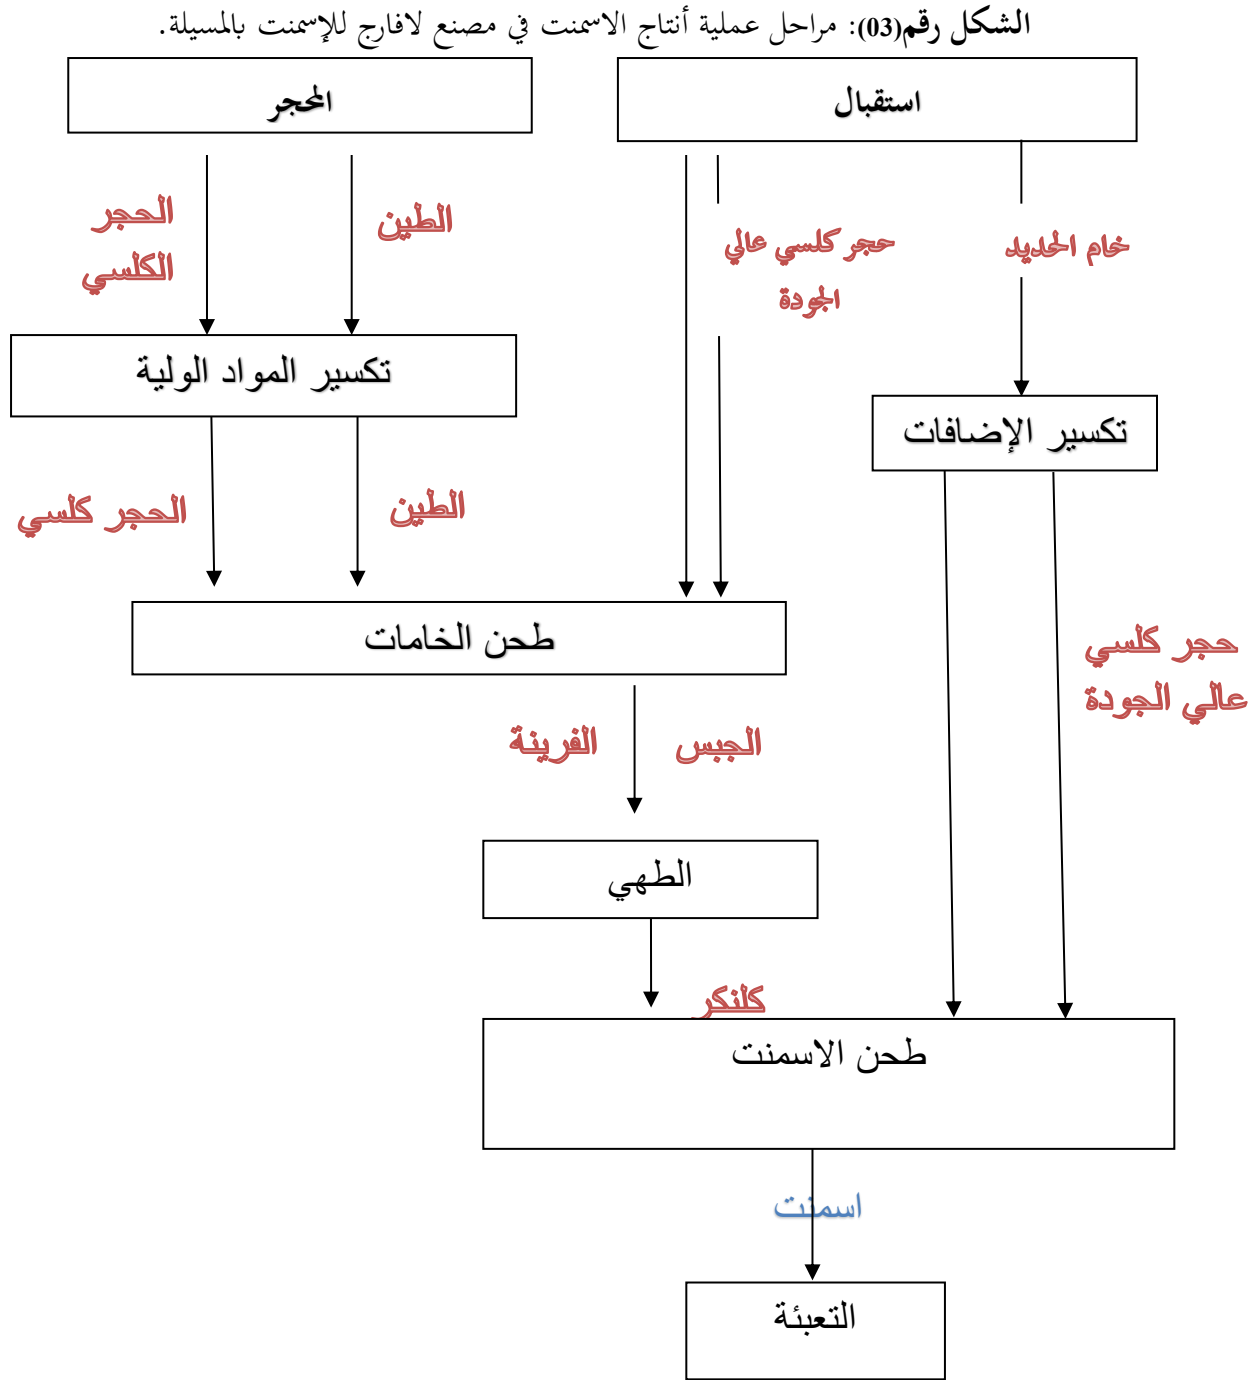 الشكل رقم(03): مراحل عملية أنتاج الاسمنت في مصنع لافارج للإسمنت بالمسيلة.
استقبال
المحجر
الطين
الحجر
الكلسي
خام الحديد
حجر كلسي عالي
الجودة
تكسير المواد الولية
تكسير الإضافات
الطين
الحجر كلسي
طحن الخامات
حجر كلسي
عالي الجودة
الجبس
الفرينة
الطهي
كلنكر
طحن الاسمنت
اسمنت
التعبئة